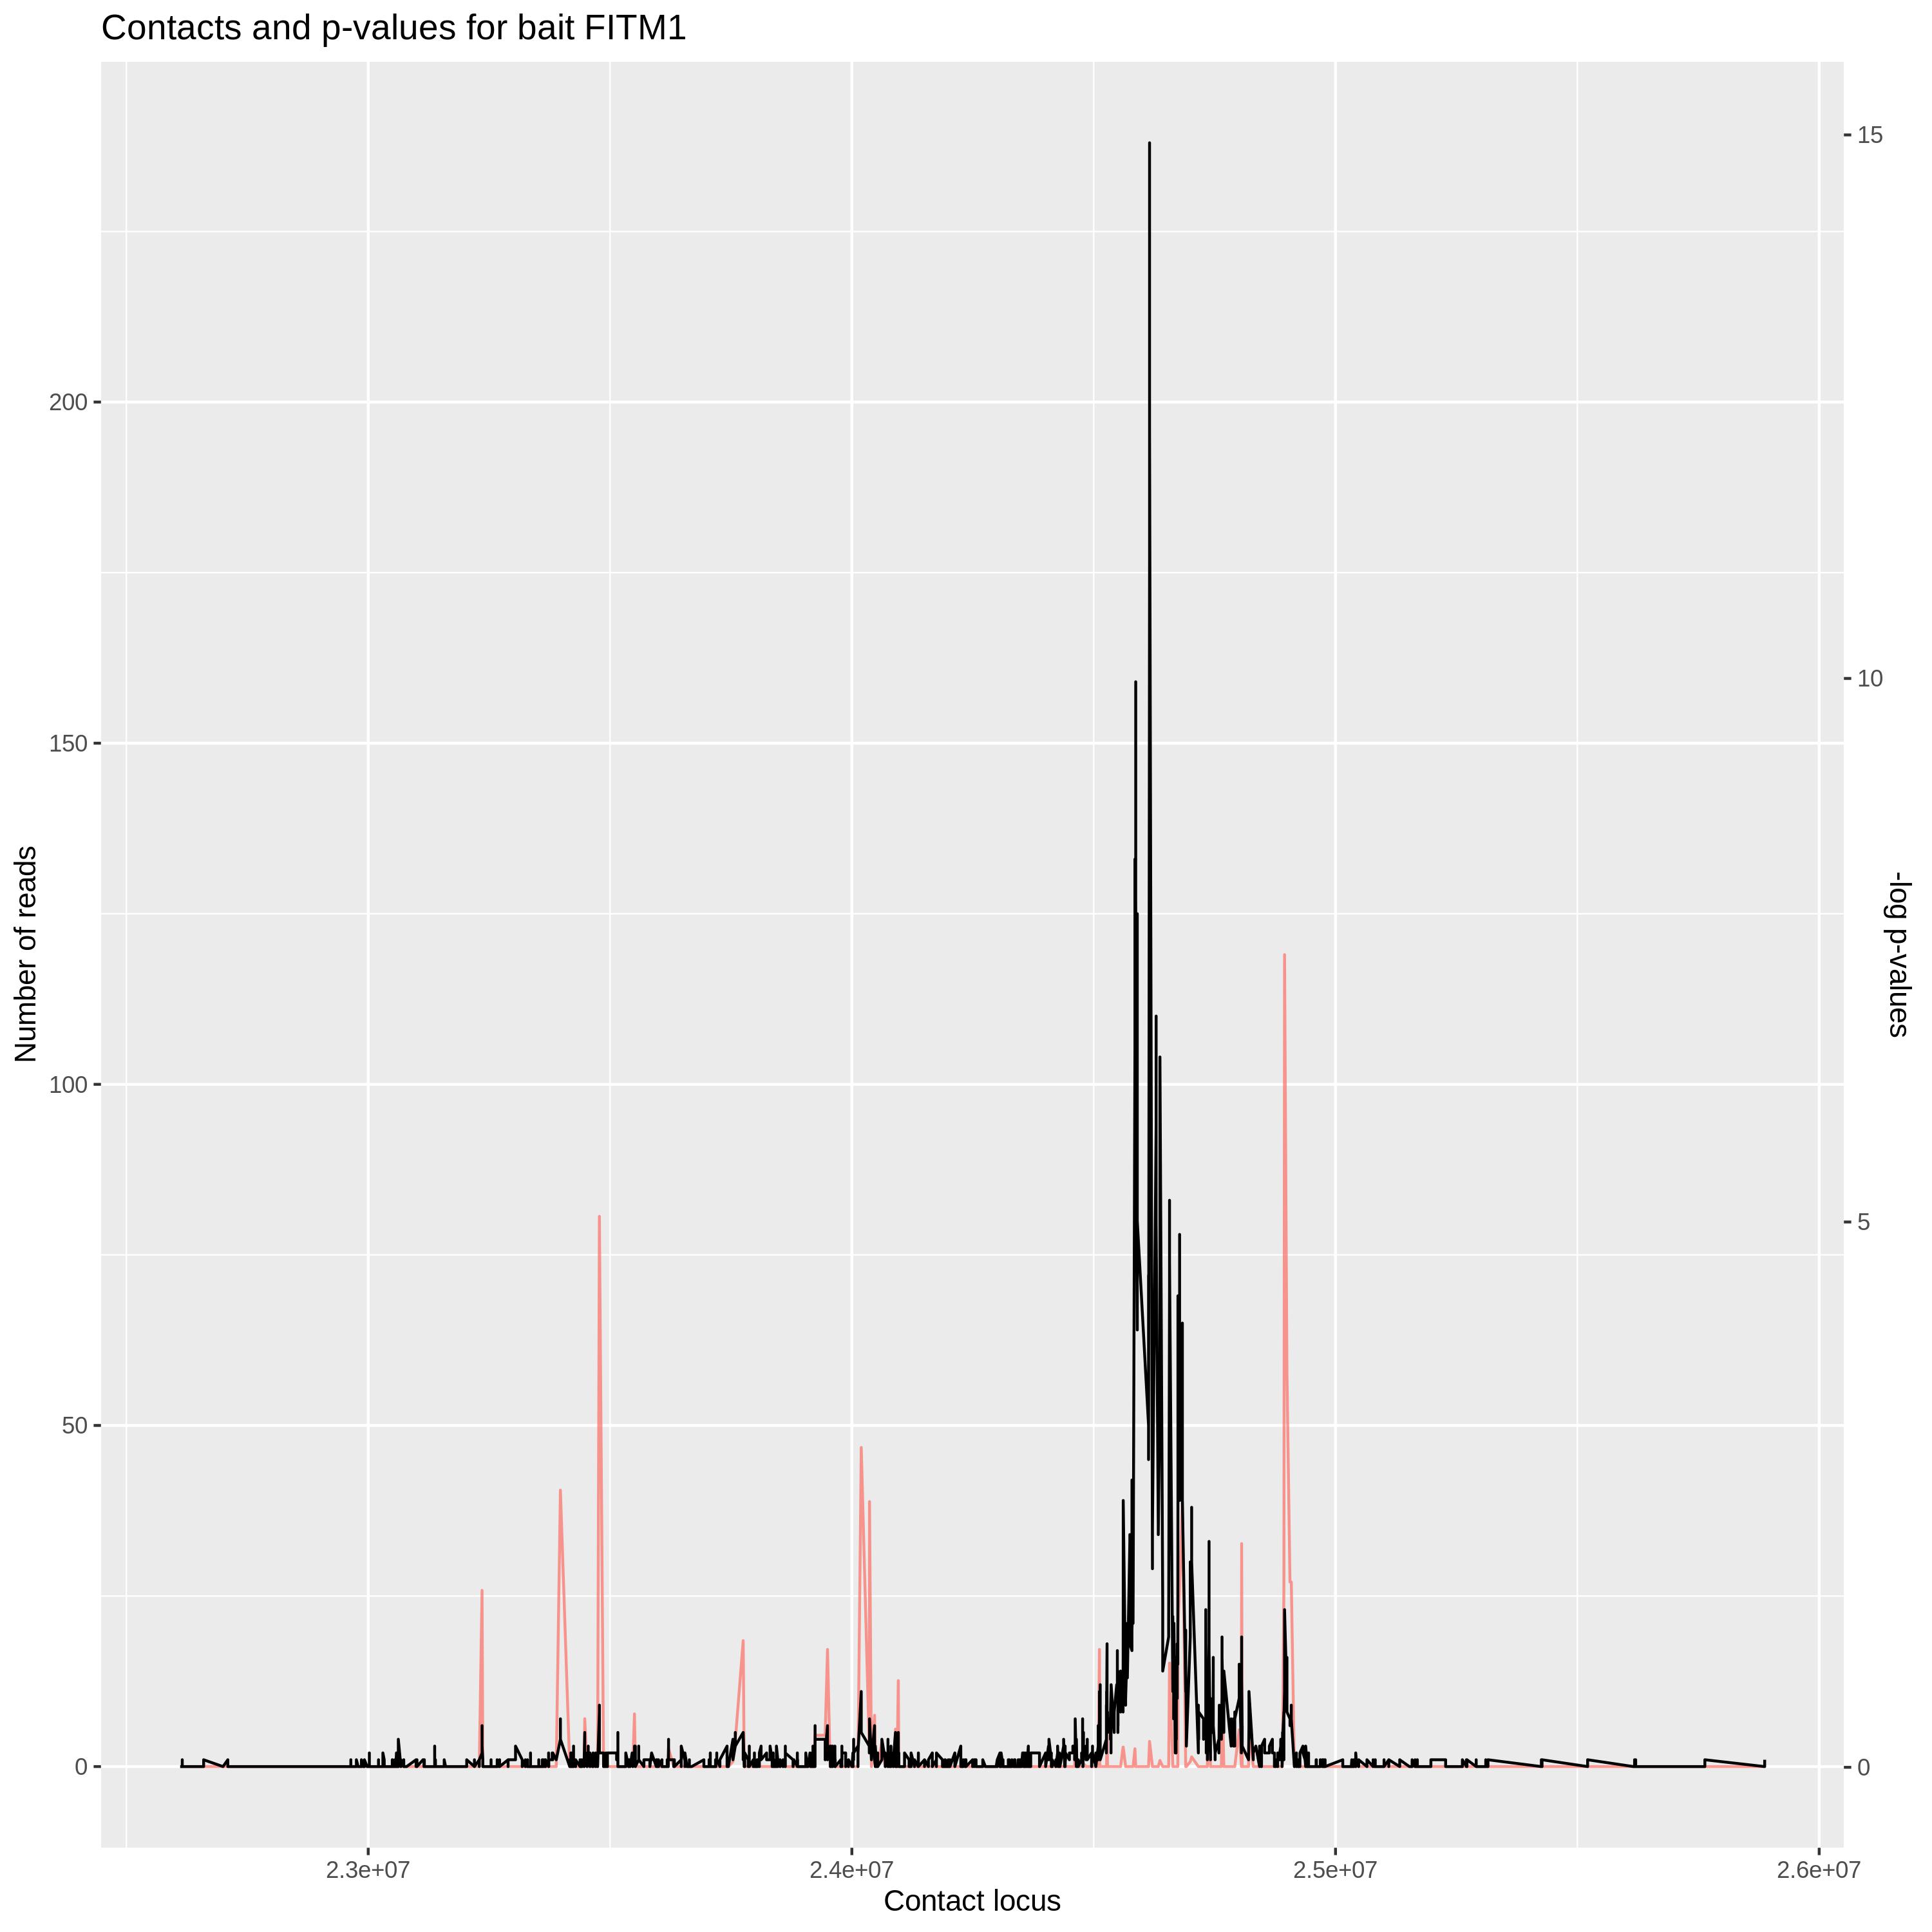 Contacts and p-values for bait FITM1
200
150
100
50
0
Number of reads
15
10
5
0
-log p-values
2.3e+07
2.4e+07
2.5e+07
2.6e+07
Contact locus